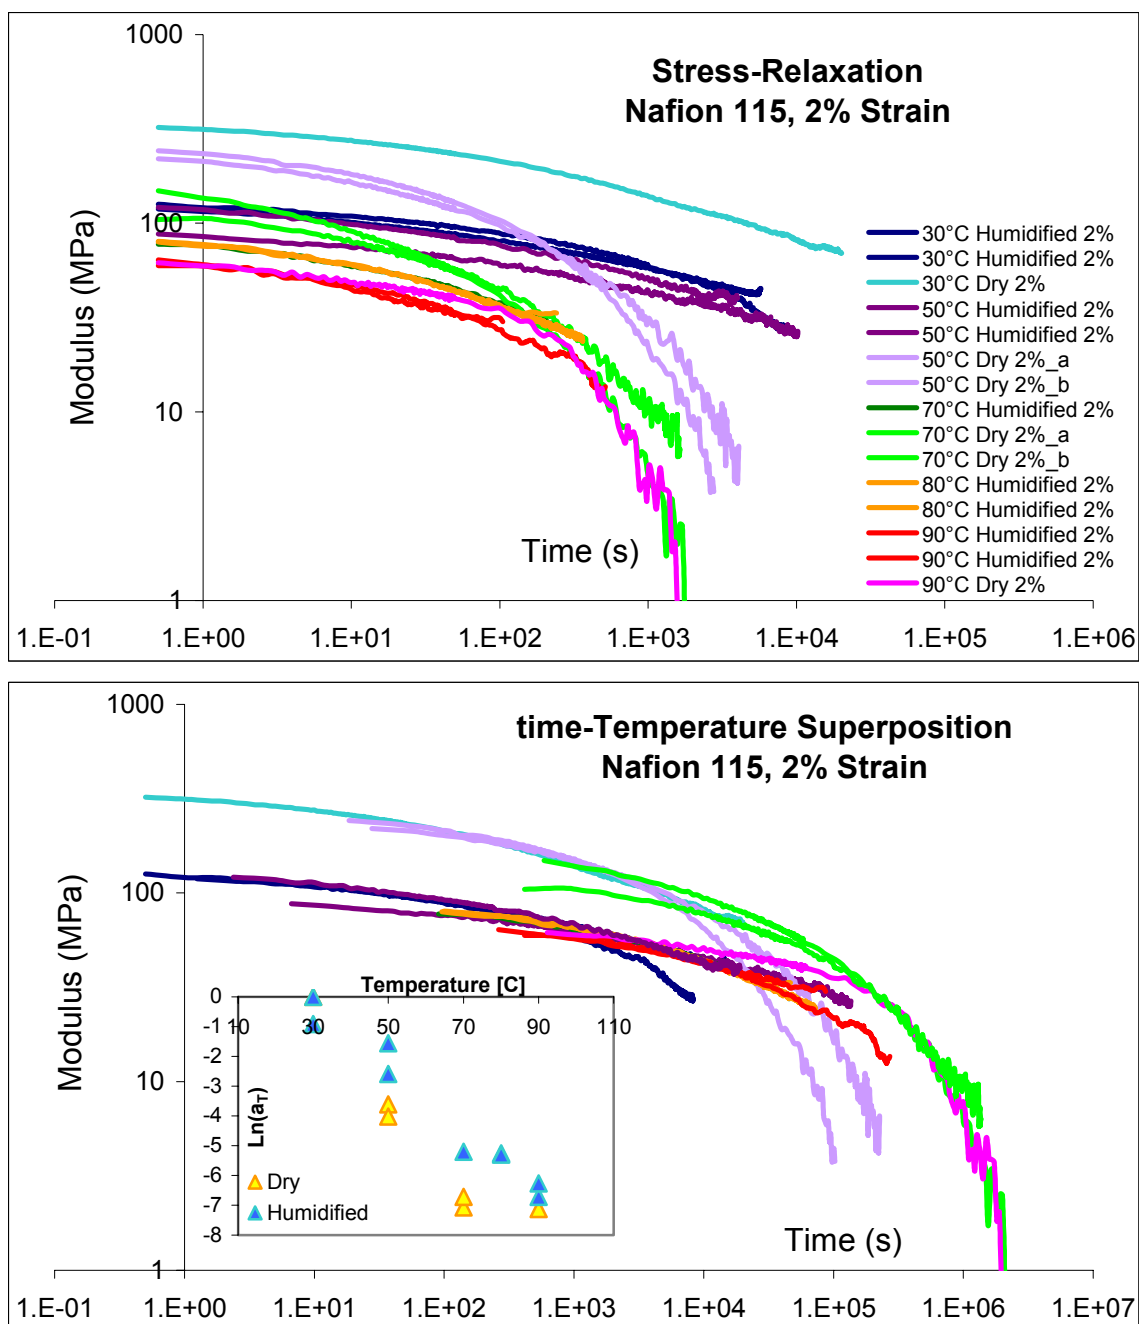 1000
Stress-Relaxation
Nafion 115, 2% Strain
100
Modulus (MPa)
30°C Humidified 2%
30°C Humidified 2%
30°C Dry 2%
50°C Humidified 2%
50°C Humidified 2%
50°C Dry 2%_a
50°C Dry 2%_b
70°C Humidified 2%
70°C Dry 2%_a
70°C Dry 2%_b
80°C Humidified 2%
80°C Humidified 2%
90°C Humidified 2%
90°C Humidified 2%
90°C Dry 2%
10
Time (s)
1
1.E-01 1.E+00 1.E+01 1.E+02 1.E+03 1.E+04 1.E+05 1.E+06
1000
time-Temperature Superposition
Nafion 115, 2% Strain
100
Modulus (MPa)
Temperature [C]
0
10 30 50 70 90 110
-1
-2
-3
-4
-5
-6
-7
-8
Ln(aT)
Dry
Humidified
10
Time (s)
1
1.E-01 1.E+00 1.E+01 1.E+02 1.E+03 1.E+04 1.E+05 1.E+06 1.E+07